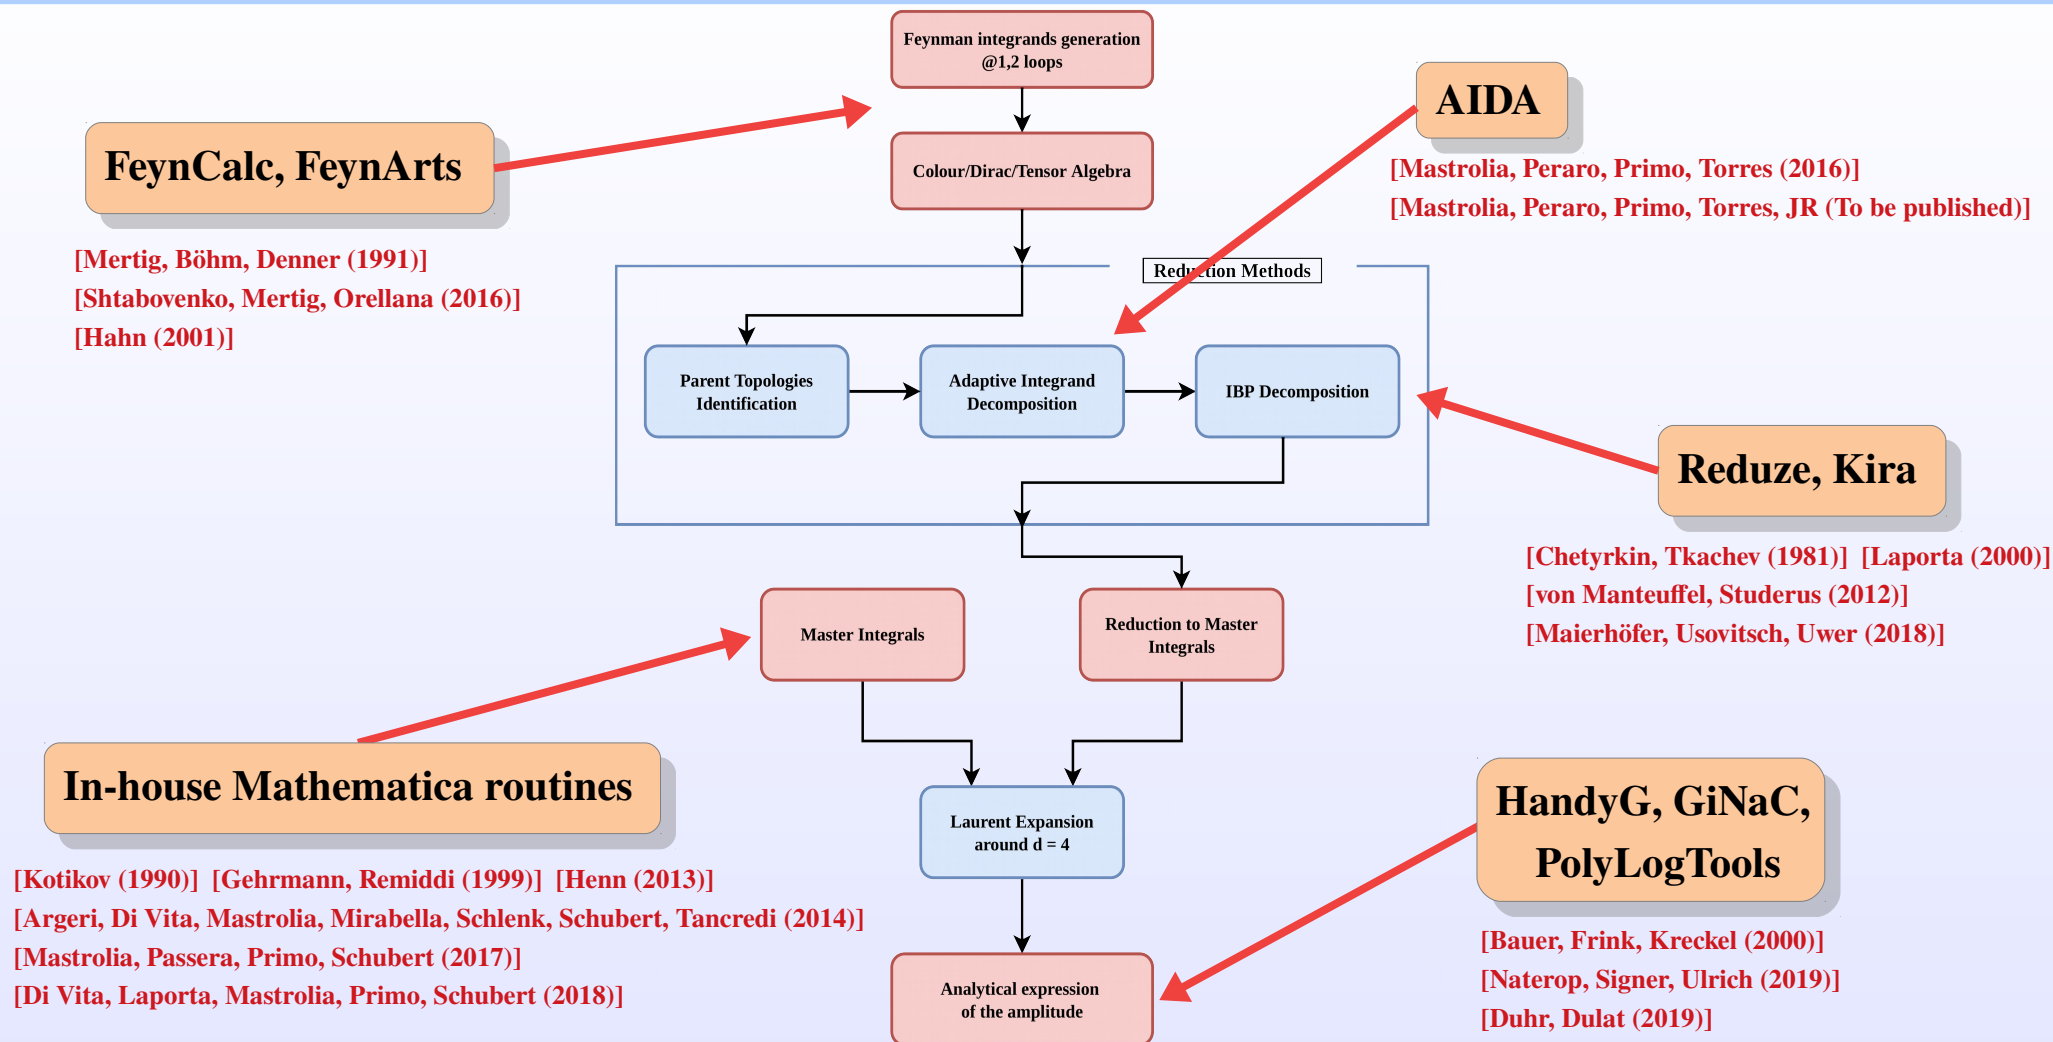 Feynman integrands generation
@1,2 loops
FeynCalc, FeynArts
[Mertig, Böhm, Denner (1991)]
[Shtabovenko, Mertig, Orellana (2016)]
[Hahn (2001)]
Colour/Dirac/Tensor Algebra
AIDA
[Mastrolia, Peraro, Primo, Torres (2016)]
[Mastrolia, Peraro, Primo, Torres, JR (To be published)]
Reduction Methods
Parent Topologies
Identification
Adaptive Integrand
Decomposition
IBP Decomposition
Reduze, Kira
[Chetyrkin, Tkachev (1981)] [Laporta (2000)]
[von Manteuffel, Studerus (2012)]
[Maierhöfer, Usovitsch, Uwer (2018)]
Master Integrals
Reduction to Master
Integrals
In-house Mathematica routines
[Kotikov (1990)] [Gehrmann, Remiddi (1999)] [Henn (2013)]
[Argeri, Di Vita, Mastrolia, Mirabella, Schlenk, Schubert, Tancredi (2014)]
[Mastrolia, Passera, Primo, Schubert (2017)]
[Di Vita, Laporta, Mastrolia, Primo, Schubert (2018)]
Laurent Expansion
around d = 4
HandyG, GiNaC,
PolyLogTools
[Bauer, Frink, Kreckel (2000)]
[Naterop, Signer, Ulrich (2019)]
[Duhr, Dulat (2019)]
Analytical expression
of the amplitude